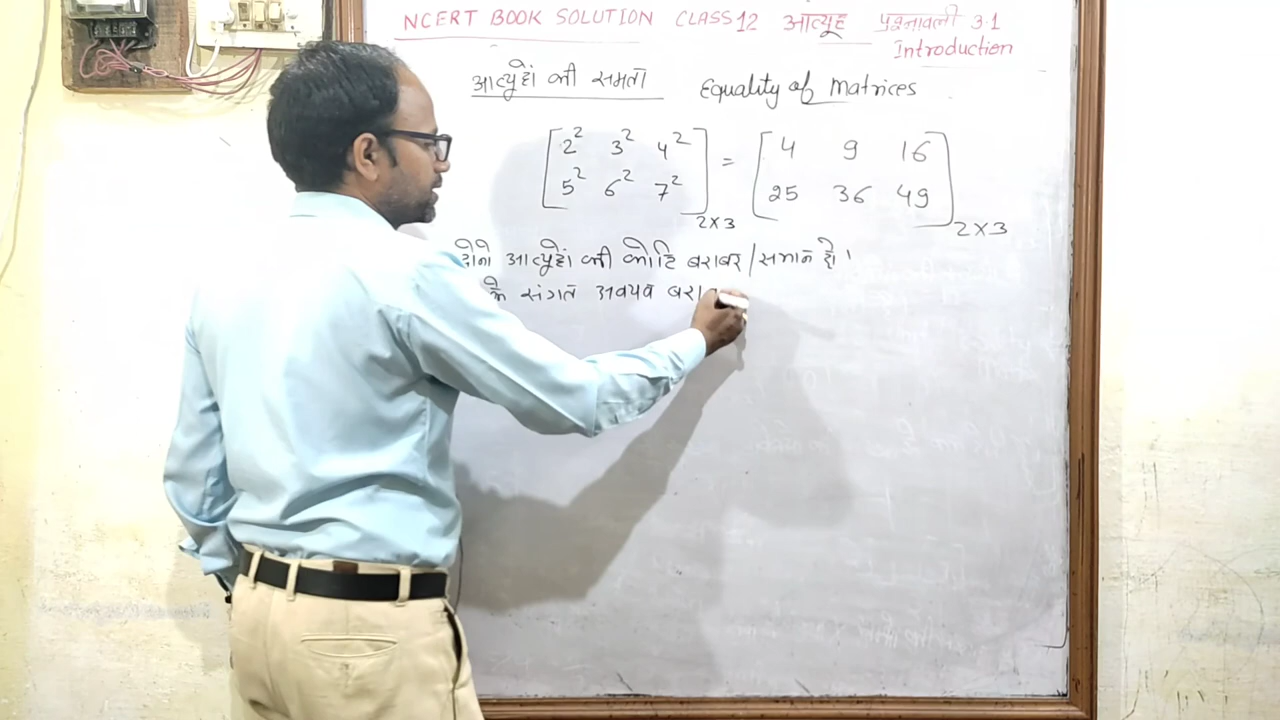 NCERT BOOK SOLUTION CLASS 12 आव्यूह प्रश्नावली 3.1
Introduction
आव्यूहों की समता Equality of Matrices
[2² 3² 4² = [4 9 16
5² 6² 7²]2×3 25 36 49]2×3
दोनो आव्यूहों की कोटि बराबर/समान हो।
के संगत अवयव बरा